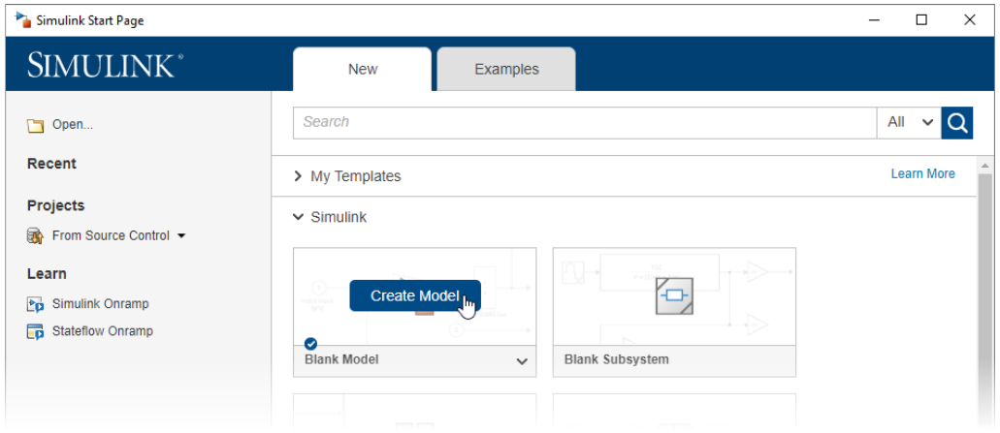 Simulink Start Page
SIMULINK®
New
Examples
Open...
Recent
Projects
From Source Control
Learn
Simulink Onramp
Stateflow Onramp
Search
All
My Templates
Learn More
Simulink
Create Model
Blank Model
Blank Subsystem